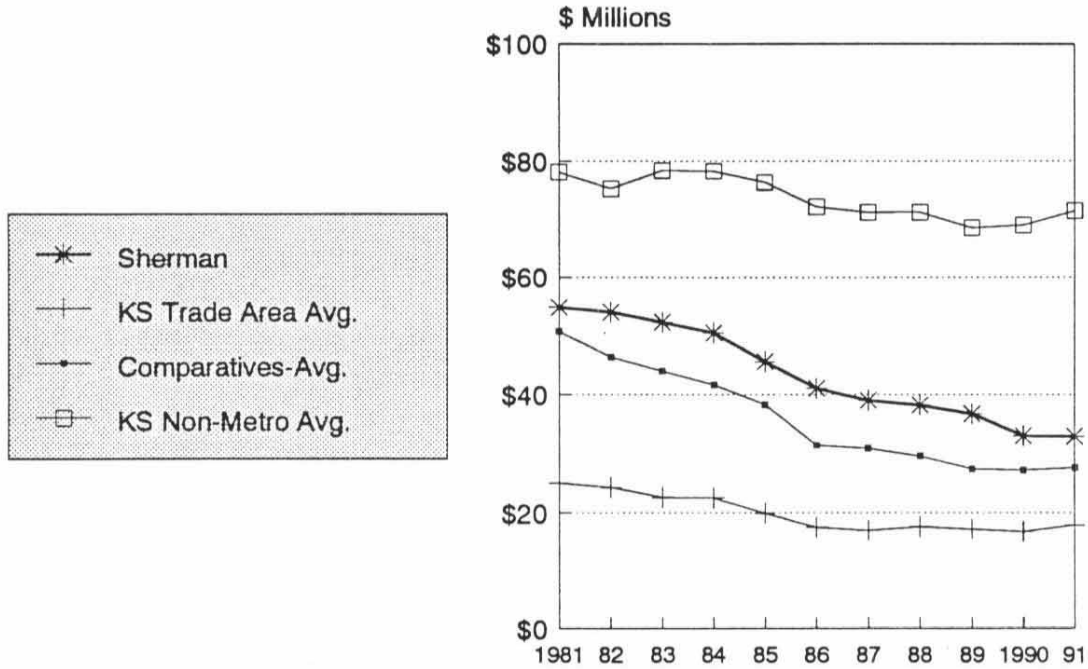 $ Millions
$100
$80
$60
$40
$20
$0
1981 82 83 84 85 86 87 88 89 1990 91
Sherman
KS Trade Area Avg.
Comparatives-Avg.
KS Non-Metro Avg.